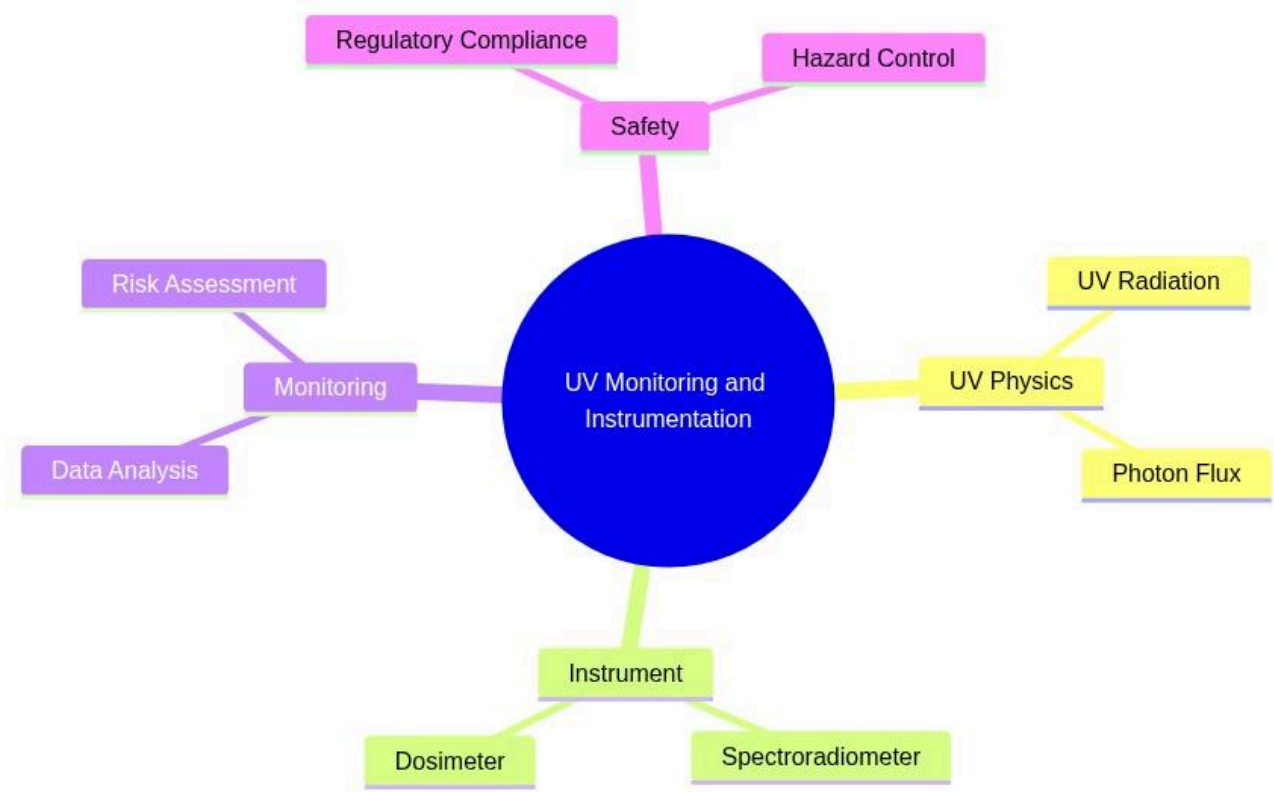 Regulatory Compliance
Hazard Control
Safety
Risk Assessment
Monitoring
Data Analysis
UV Monitoring and
Instrumentation
UV Radiation
UV Physics
Photon Flux
Instrument
Dosimeter
Spectroradiometer